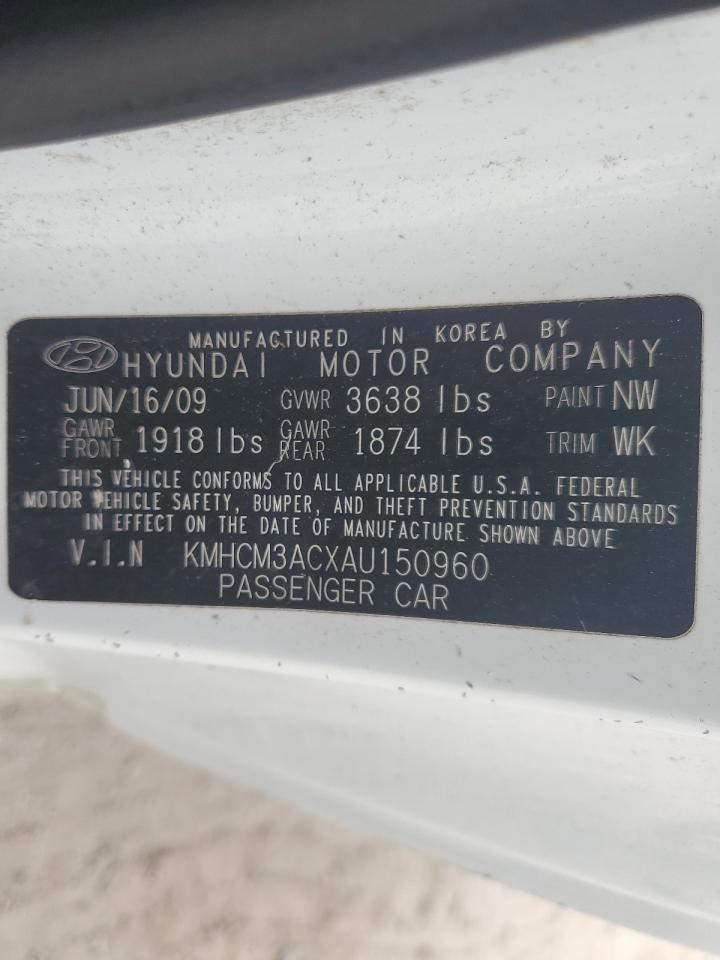 MANUFACTURED IN KOREA BY
HYUNDAI MOTOR COMPANY
JUN/16/09 GVWR 3638 lbs PAINT NW
GAWR FRONT 1918 lbs GAWR REAR 1874 lbs TRIM WK
THIS VEHICLE CONFORMS TO ALL APPLICABLE U.S.A. FEDERAL
MOTOR VEHICLE SAFETY, BUMPER, AND THEFT PREVENTION STANDARDS
IN EFFECT ON THE DATE OF MANUFACTURE SHOWN ABOVE
V.I.N KMHCM3ACXAU150960
PASSENGER CAR